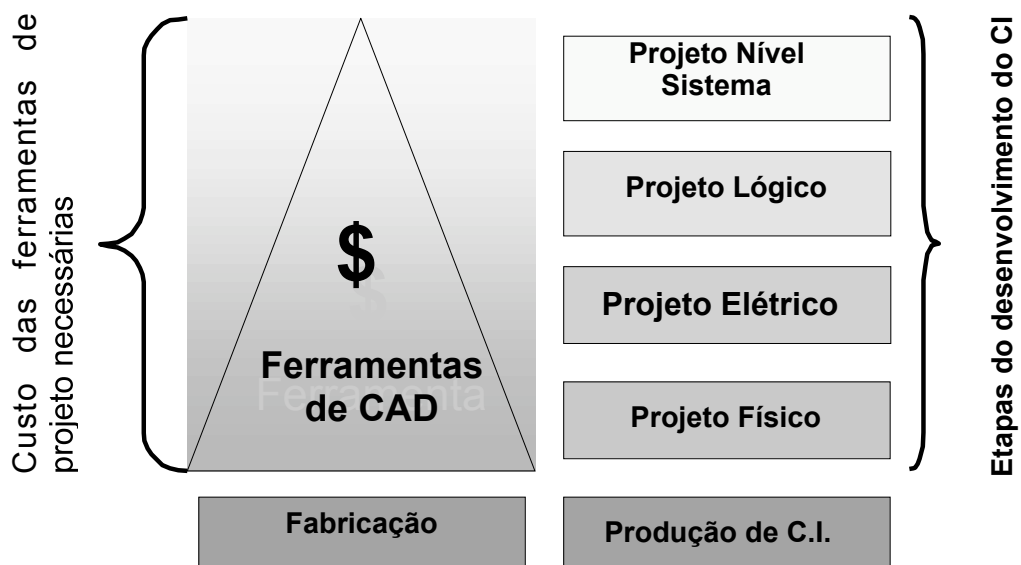 Custo das ferramentas de
projeto necessárias
$
Ferramentas
de CAD
Ferramenta
Fabricação
Projeto Nível
Sistema
Projeto Lógico
Projeto Elétrico
Projeto Físico
Produção de C.I.
Etapas do desenvolvimento do CI